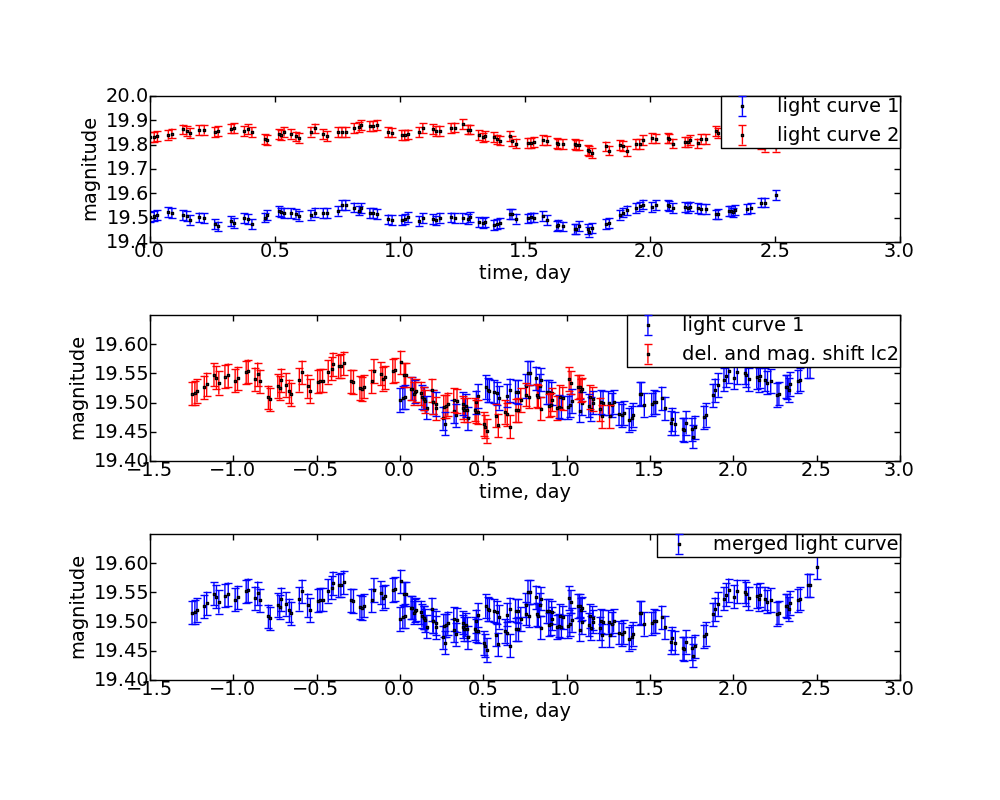 20.0
19.9
19.8
19.7
19.6
19.5
19.4
magnitude
light curve 1
light curve 2
0.0 0.5 1.0 1.5 2.0 2.5 3.0
time, day
19.60
19.55
19.50
19.45
19.40
magnitude
light curve 1
del. and mag. shift lc2
−1.5 −1.0 −0.5 0.0 0.5 1.0 1.5 2.0 2.5 3.0
time, day
19.60
19.55
19.50
19.45
19.40
magnitude
merged light curve
−1.5 −1.0 −0.5 0.0 0.5 1.0 1.5 2.0 2.5 3.0
time, day